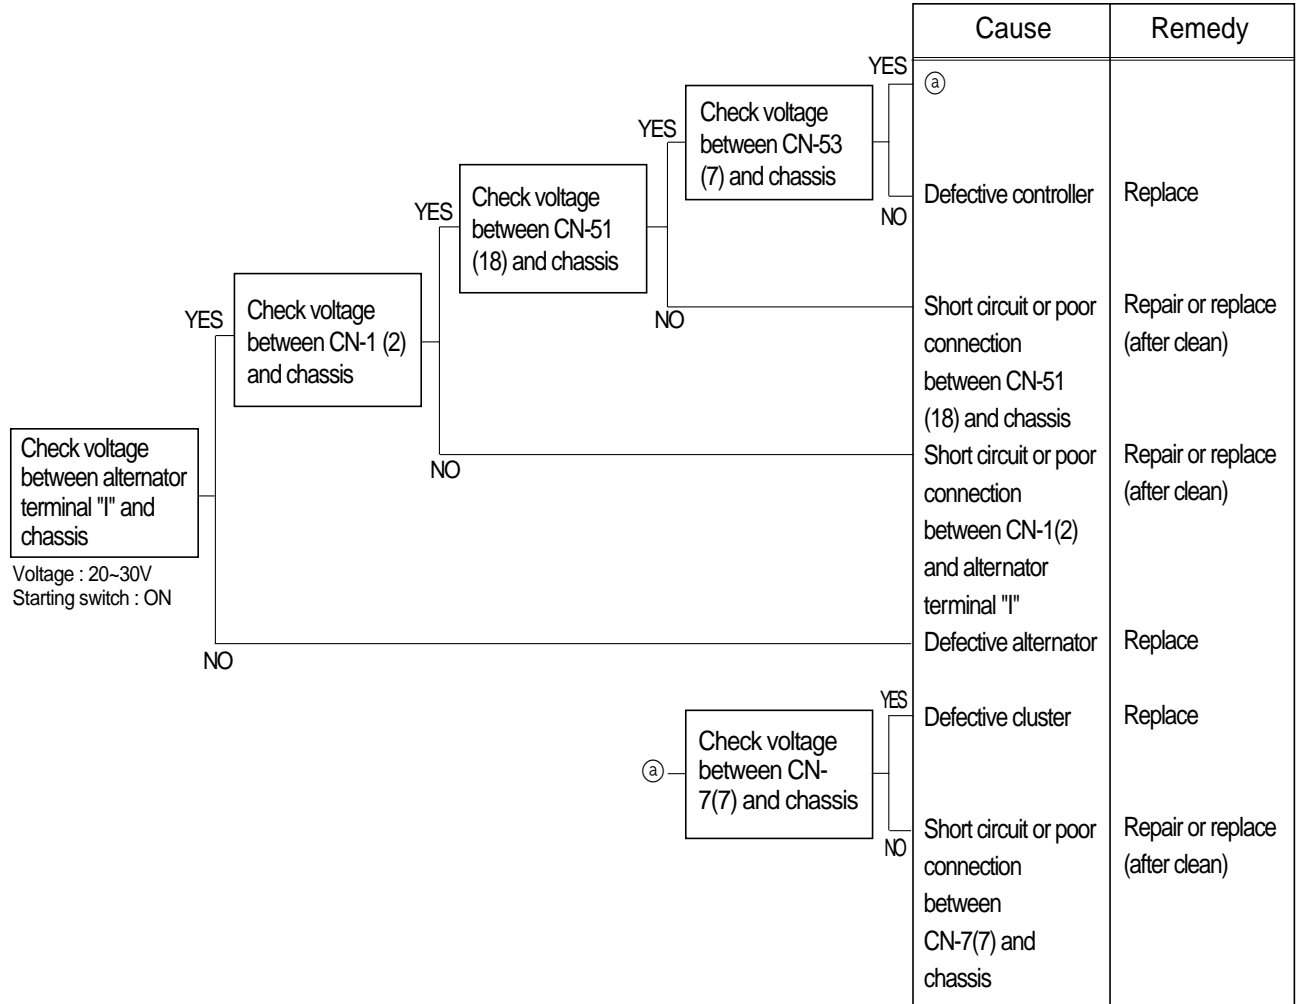 Cause
Remedy
YES
ⓐ
Check voltage
between CN-53
(7) and chassis
YES
NO
Defective controller
Replace
Check voltage
between CN-51
(18) and chassis
YES
NO
Short circuit or poor
connection
between CN-51
(18) and chassis
Repair or replace
(after clean)
Check voltage
between CN-1 (2)
and chassis
YES
NO
Short circuit or poor
connection
between CN-1(2)
and alternator
terminal "I"
Repair or replace
(after clean)
Check voltage
between alternator
terminal "I" and
chassis
Voltage : 20~30V
Starting switch : ON
NO
Defective alternator
Replace
YES
Defective cluster
Replace
ⓐ
Check voltage
between CN-
7(7) and chassis
NO
Short circuit or poor
connection
between
CN-7(7) and
chassis
Repair or replace
(after clean)